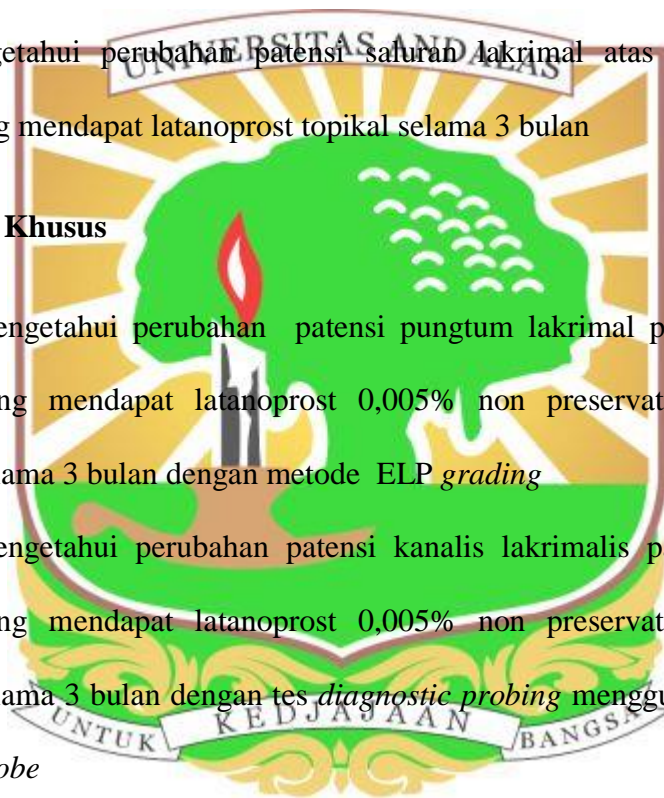 UNIVERSITAS ANDALAS
getahui perubahan patensi saluran lakrimal atas
g mendapat latanoprost topikal selama 3 bulan
Khusus
engetahui perubahan patensi pungtum lakrimal p
ng mendapat latanoprost 0,005% non preservat
lama 3 bulan dengan metode ELP grading
engetahui perubahan patensi kanalis lakrimalis p
ng mendapat latanoprost 0,005% non preservat
lama 3 bulan dengan tes diagnostic probing menggu
obe
UNTUK KEDJAJAAN BANGSA